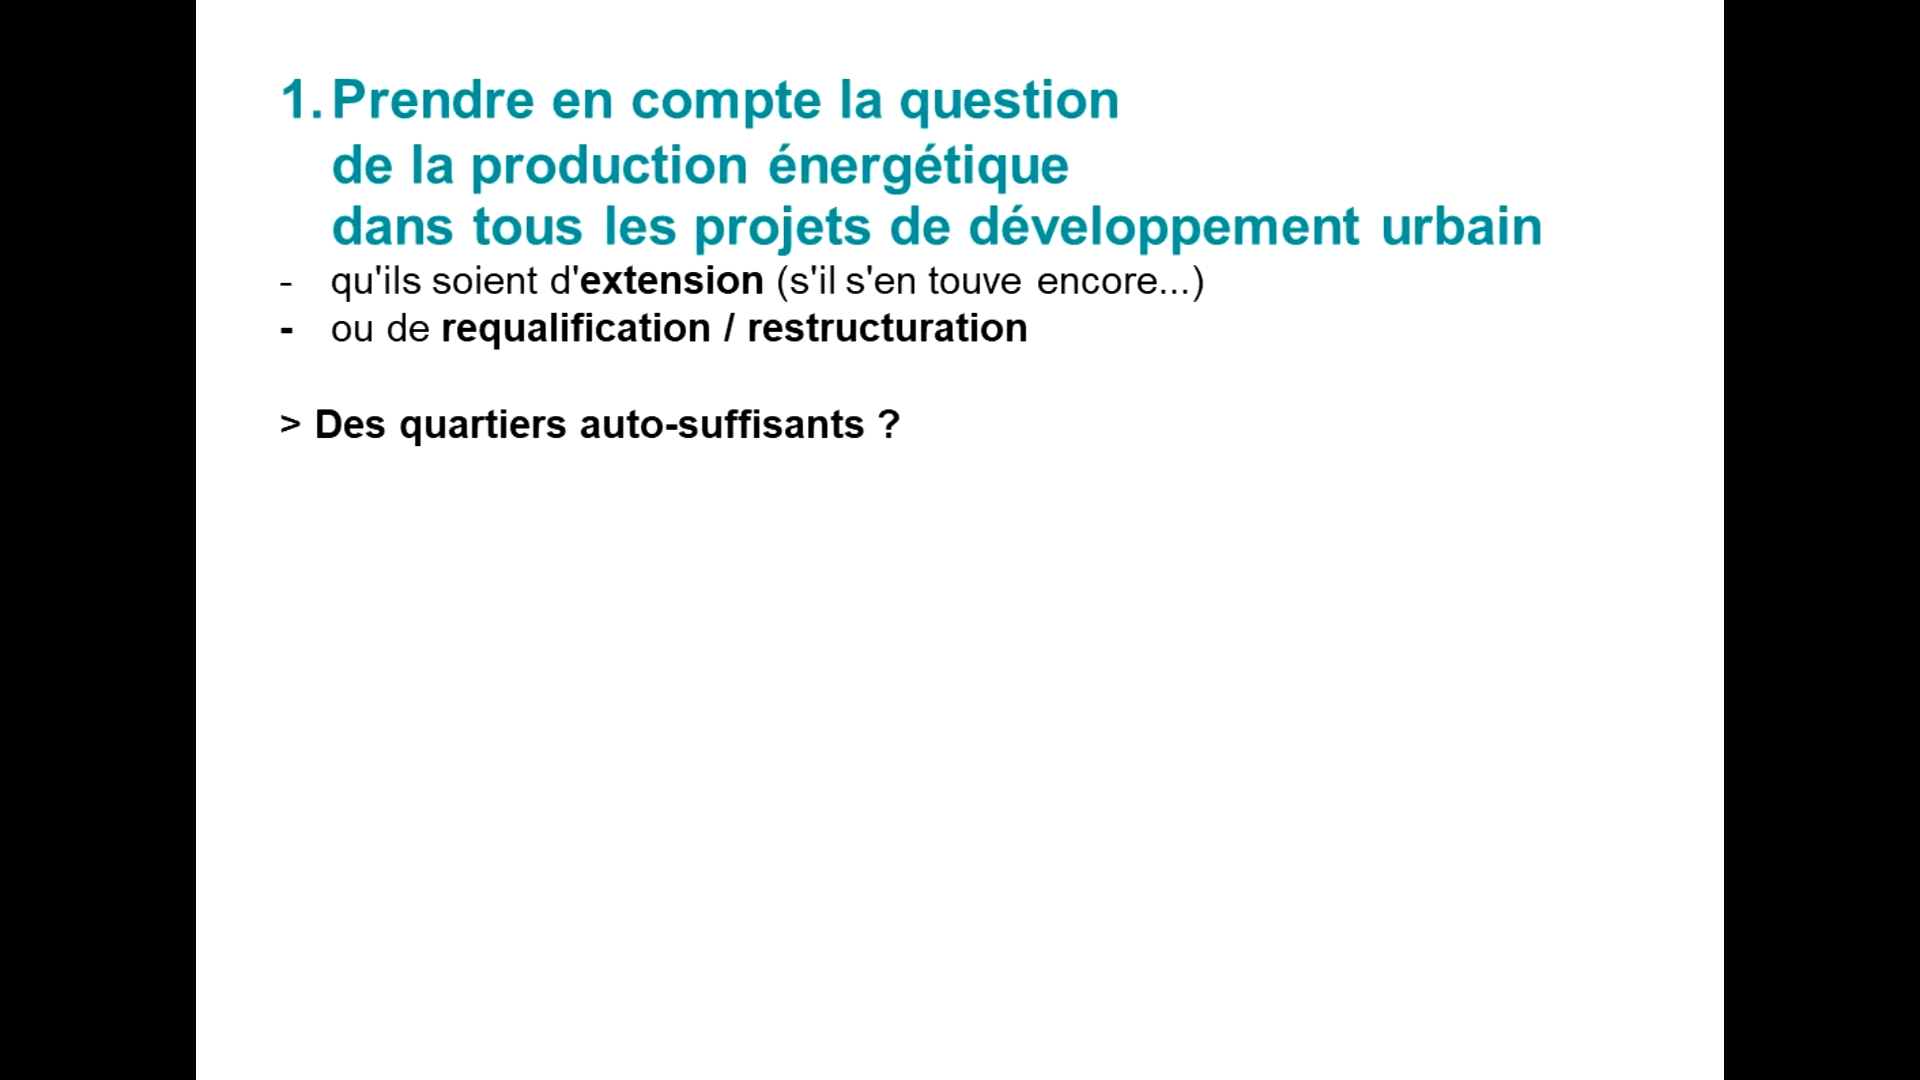 1. Prendre en compte la question
de la production énergétique
dans tous les projets de développement urbain
- qu'ils soient d'extension (s'il s'en touve encore...)
- ou de requalification / restructuration
> Des quartiers auto-suffisants ?